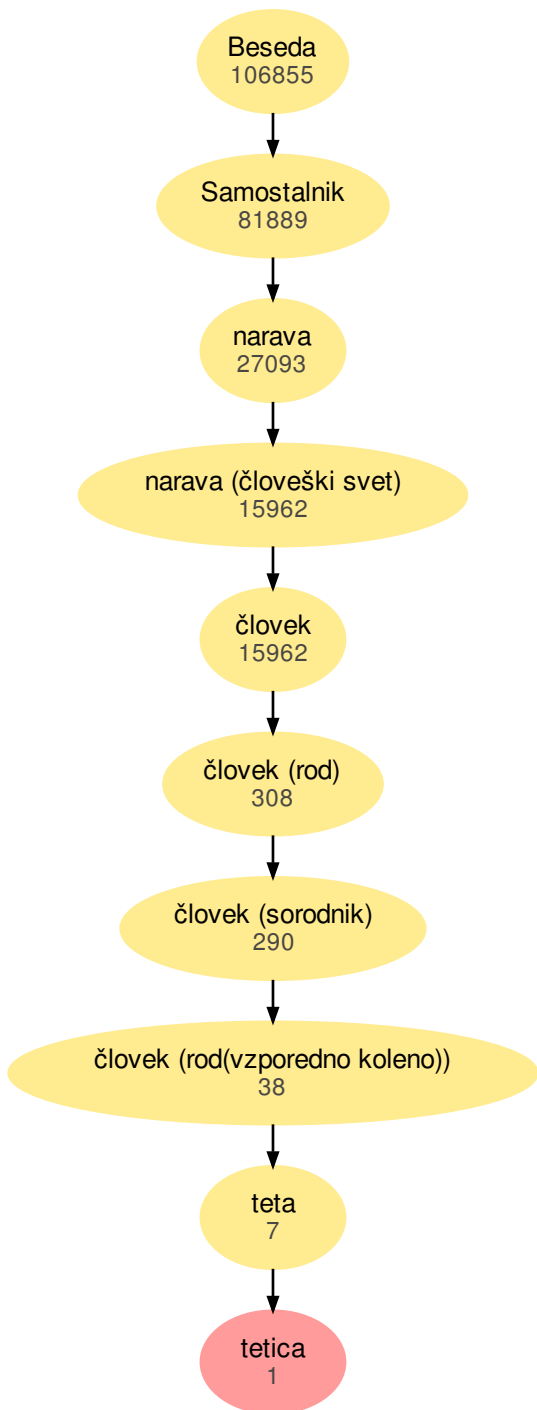 Beseda
106855
Samostalnik
81889
narava
27093
narava (človeški svet)
15962
človek
15962
človek (rod)
308
človek (sorodnik)
290
človek (rod(vzporedno koleno))
38
teta
7
tetica
1